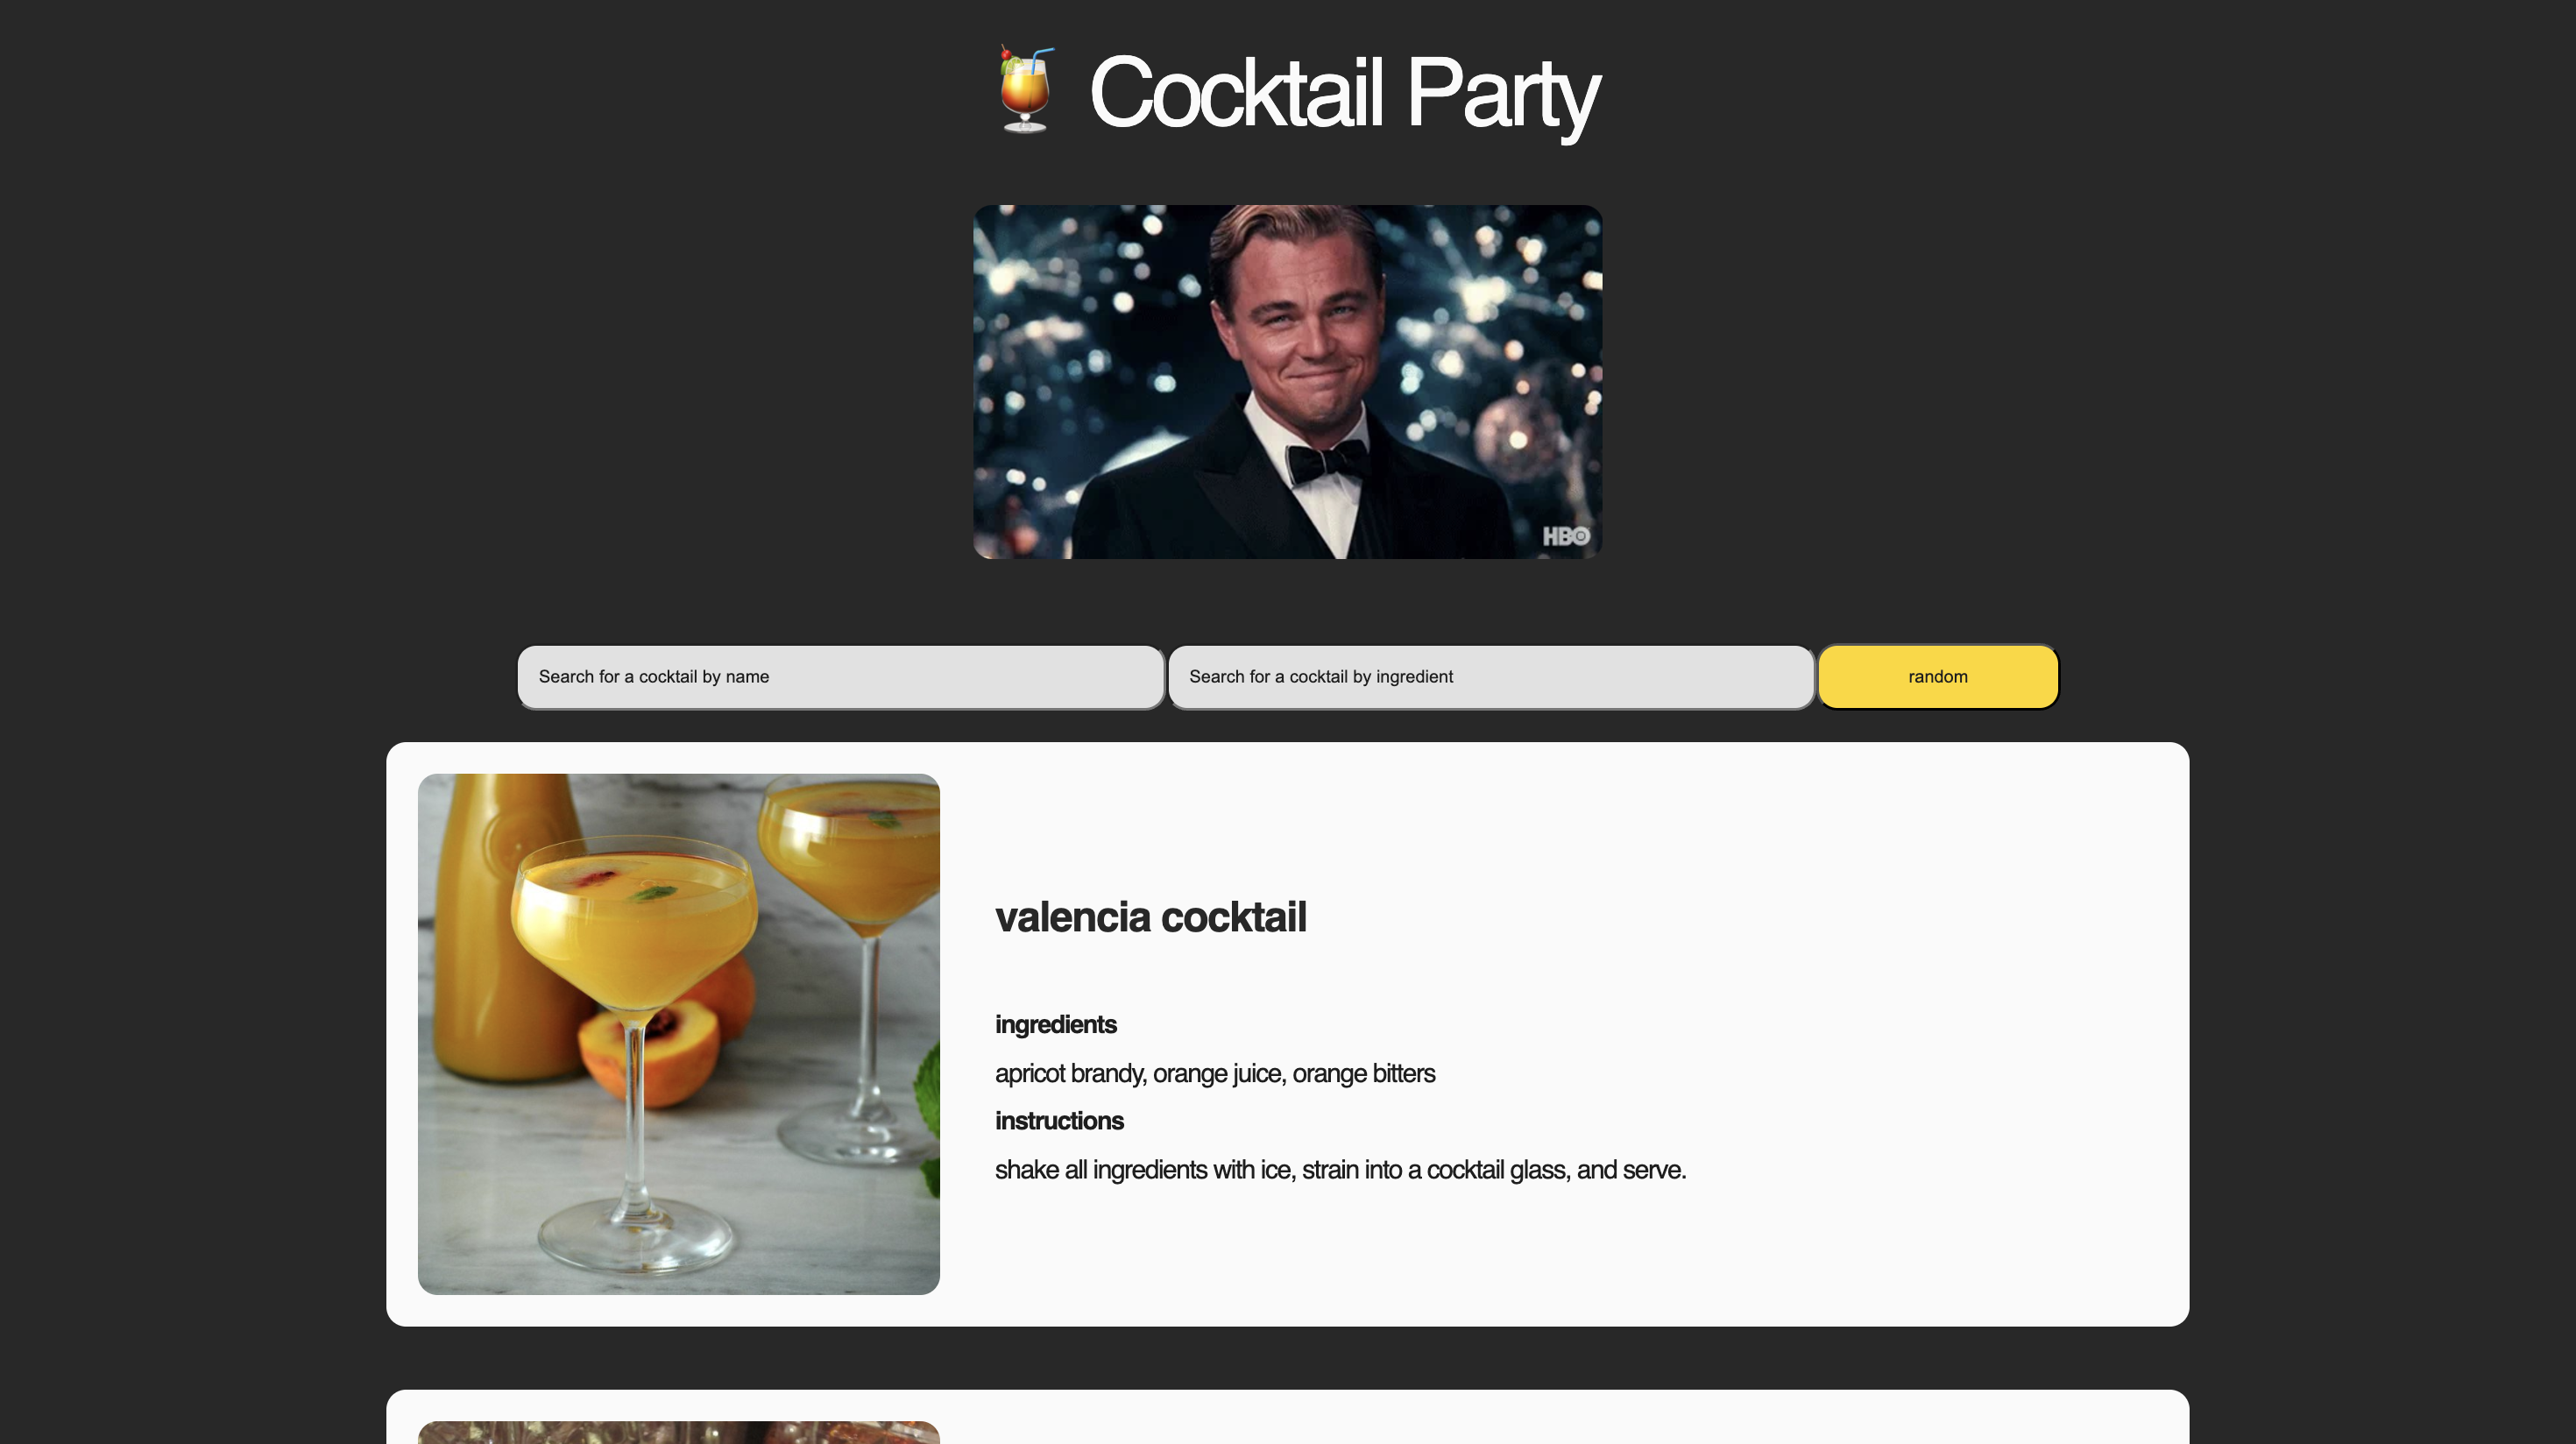 Cocktail Party
HBO
Search for a cocktail by name
Search for a cocktail by ingredient
random
valencia cocktail
ingredients
apricot brandy, orange juice, orange bitters
instructions
shake all ingredients with ice, strain into a cocktail glass, and serve.